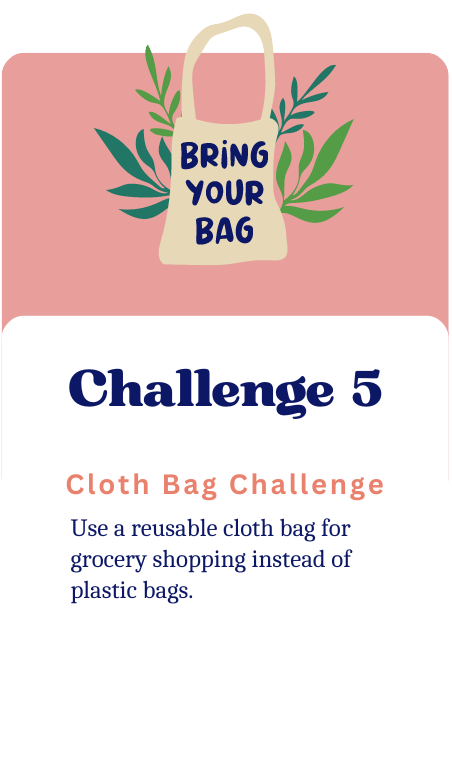 BRiNG
YOUR
BAG
Challenge 5
Cloth Bag Challenge
Use a reusable cloth bag for
grocery shopping instead of
plastic bags.